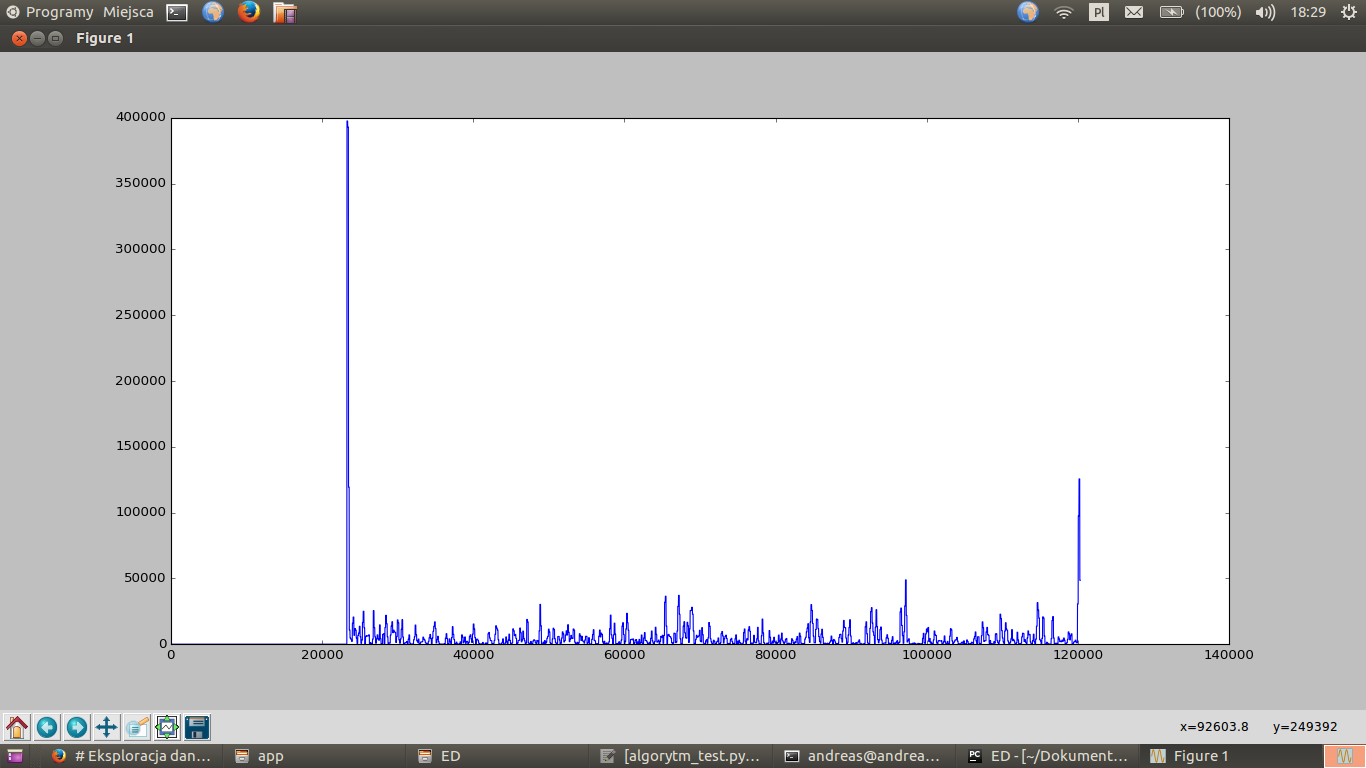 Programy Miejsca Pl (100%) 18:29
Figure 1
400000
350000
300000
250000
200000
150000
100000
50000
0
0 20000 40000 60000 80000 100000 120000 140000
x=92603.8 y=249392
# Eksploracja dan... app ED [algorytm_test.py... andreas@andrea... ED - [~/Dokument... Figure 1